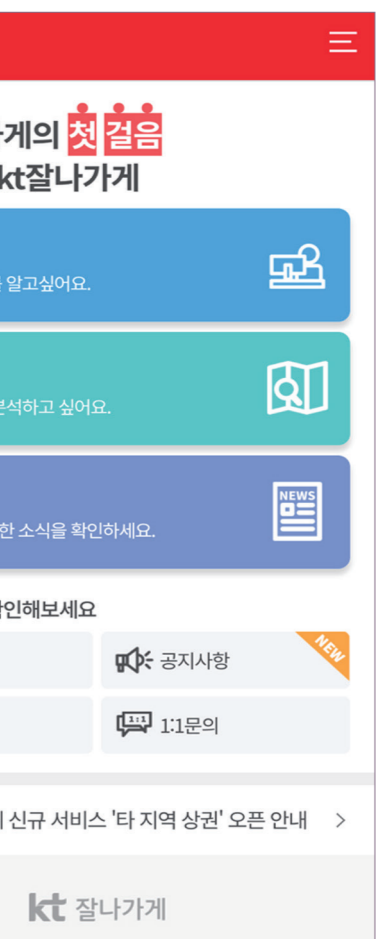 게의 첫 걸음
kt잘나가게
알고싶어요.
분석하고 싶어요.
한 소식을 확인하세요.
NEWS
확인해보세요
공지사항
NEW
1:1
1:1문의
신규 서비스 '타 지역 상권' 오픈 안내 >
kt 잘나가게